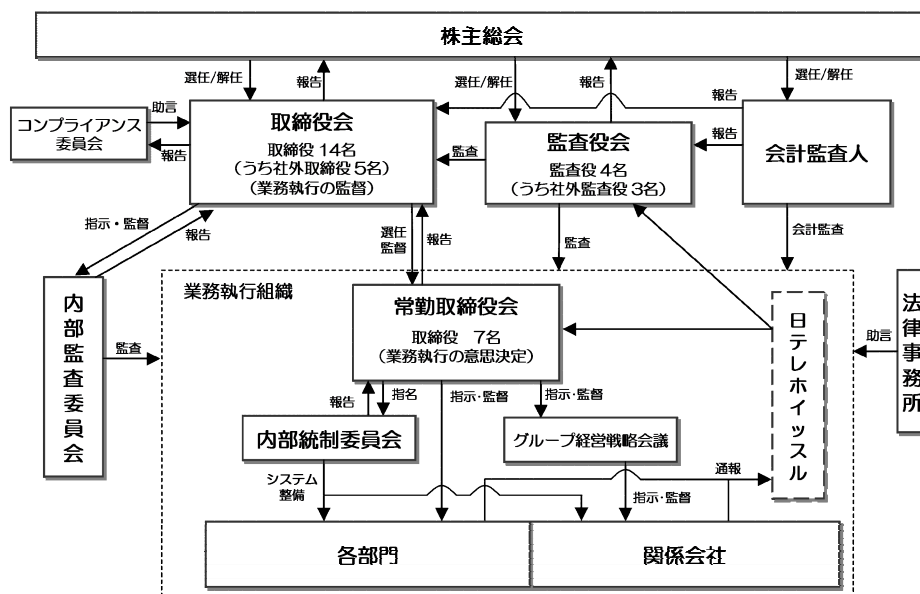 株主総会
選任/解任
報告
選任/解任
報告
選任/解任
コンプライアンス
委員会
助言
報告
取締役会
取締役 14名
(うち社外取締役 5名)
(業務執行の監督)
監査
監査役会
監査役 4名
(うち社外監査役 3名)
報告
報告
会計監査人
指示・監督
報告
選任
監督
報告
監査
会計監査
内部監査委員会
監査
業務執行組織
常勤取締役会
取締役 7名
(業務執行の意思決定)
日テレホイッスル
助言
法律事務所
報告
指名
指示・監督
指示・監督
内部統制委員会
グループ経営戦略会議
システム
整備
指示・監督
通報
各部門
関係会社